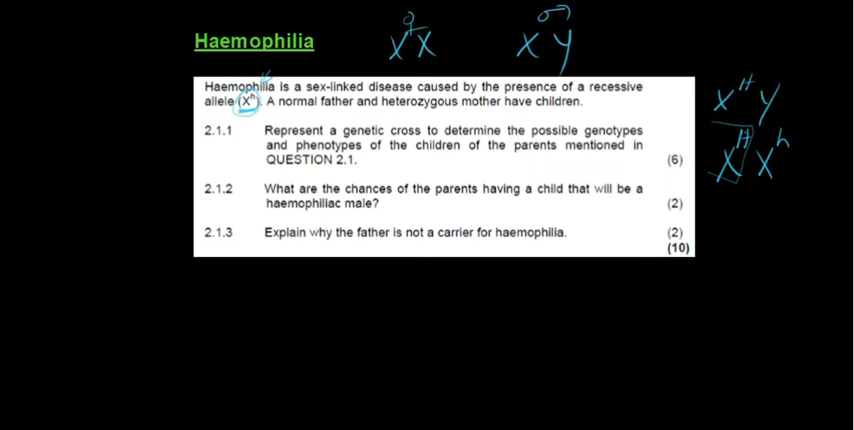 Haemophilia
♀
XX
♂
XY
Haemophilia is a sex-linked disease caused by the presence of a recessive
allele (Xʰ). A normal father and heterozygous mother have children.
2.1.1 Represent a genetic cross to determine the possible genotypes
and phenotypes of the children of the parents mentioned in
QUESTION 2.1. (6)
2.1.2 What are the chances of the parents having a child that will be a
haemophiliac male? (2)
2.1.3 Explain why the father is not a carrier for haemophilia. (2)
(10)
XᴴY
XᴴXʰ